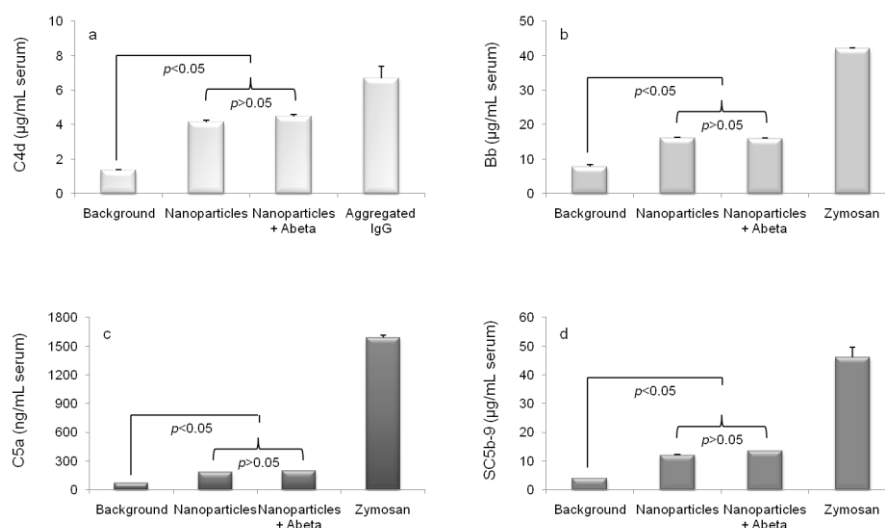 a
C4d (µg/mL serum)
10
8
6
4
2
0
p<0.05
p>0.05
Background
Nanoparticles
Nanoparticles
+ Abeta
Aggregated
IgG
b
Bb (µg/mL serum)
50
40
30
20
10
0
p<0.05
p>0.05
Background
Nanoparticles
Nanoparticles
+ Abeta
Zymosan
c
C5a (ng/mL serum)
1800
1500
1200
900
600
300
0
p<0.05
p>0.05
Background
Nanoparticles
Nanoparticles
+ Abeta
Zymosan
d
SC5b-9 (µg/mL serum)
60
50
40
30
20
10
0
p<0.05
p>0.05
Background
Nanoparticles
Nanoparticles
+ Abeta
Zymosan